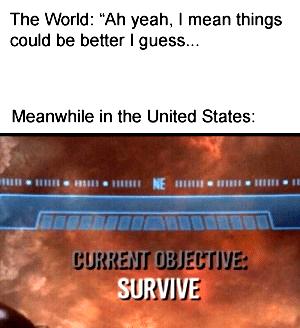 The World: “Ah yeah, I mean things
could be better I guess...
Meanwhile in the United States:
NE
CURRENT OBJECTIVE:
SURVIVE